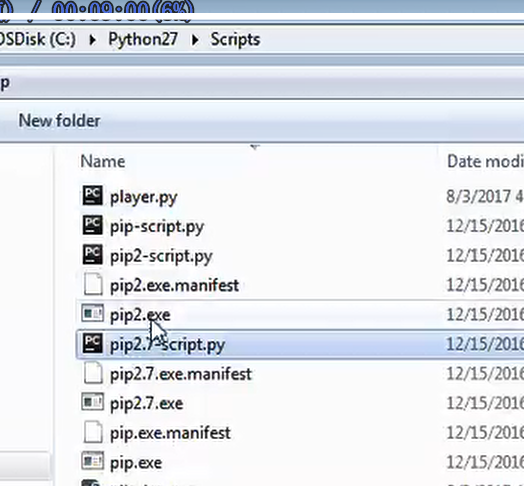 / 00:09:00 (6%)
OSDisk (C:) ▸ Python27 ▸ Scripts
p
New folder
Name Date modi
player.py 8/3/2017 4
pip-script.py 12/15/2016
pip2-script.py 12/15/2016
pip2.exe.manifest 12/15/2016
pip2.exe 12/15/2016
pip2.7-script.py 12/15/2016
pip2.7.exe.manifest 12/15/2016
pip2.7.exe 12/15/2016
pip.exe.manifest 12/15/2016
pip.exe 12/15/2016